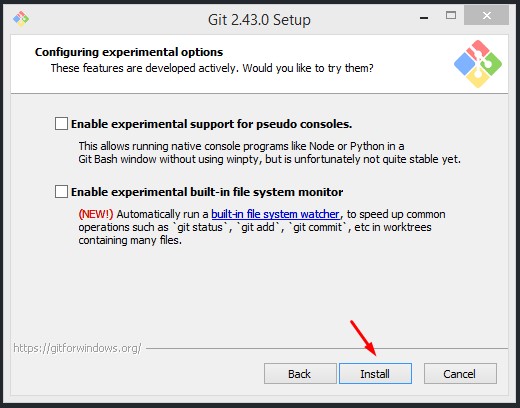 Git 2.43.0 Setup
Configuring experimental options
These features are developed actively. Would you like to try them?
Enable experimental support for pseudo consoles.
This allows running native console programs like Node or Python in a
Git Bash window without using winpty, but is unfortunately not quite stable yet.
Enable experimental built-in file system monitor
(NEW!) Automatically run a built-in file system watcher, to speed up common
operations such as `git status`, `git add`, `git commit`, etc in worktrees
containing many files.
https://gitforwindows.org/
Back Install Cancel